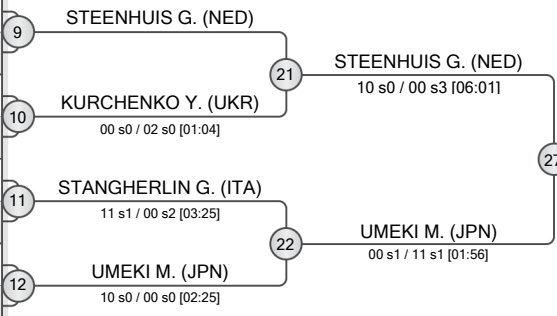 9
STEENHUIS G. (NED)
21
STEENHUIS G. (NED)
10 s0 / 00 s3 [06:01]
10
KURCHENKO Y. (UKR)
00 s0 / 02 s0 [01:04]
27
11
STANGHERLIN G. (ITA)
11 s1 / 00 s2 [03:25]
22
UMEKI M. (JPN)
00 s1 / 11 s1 [01:56]
12
UMEKI M. (JPN)
10 s0 / 00 s0 [02:25]